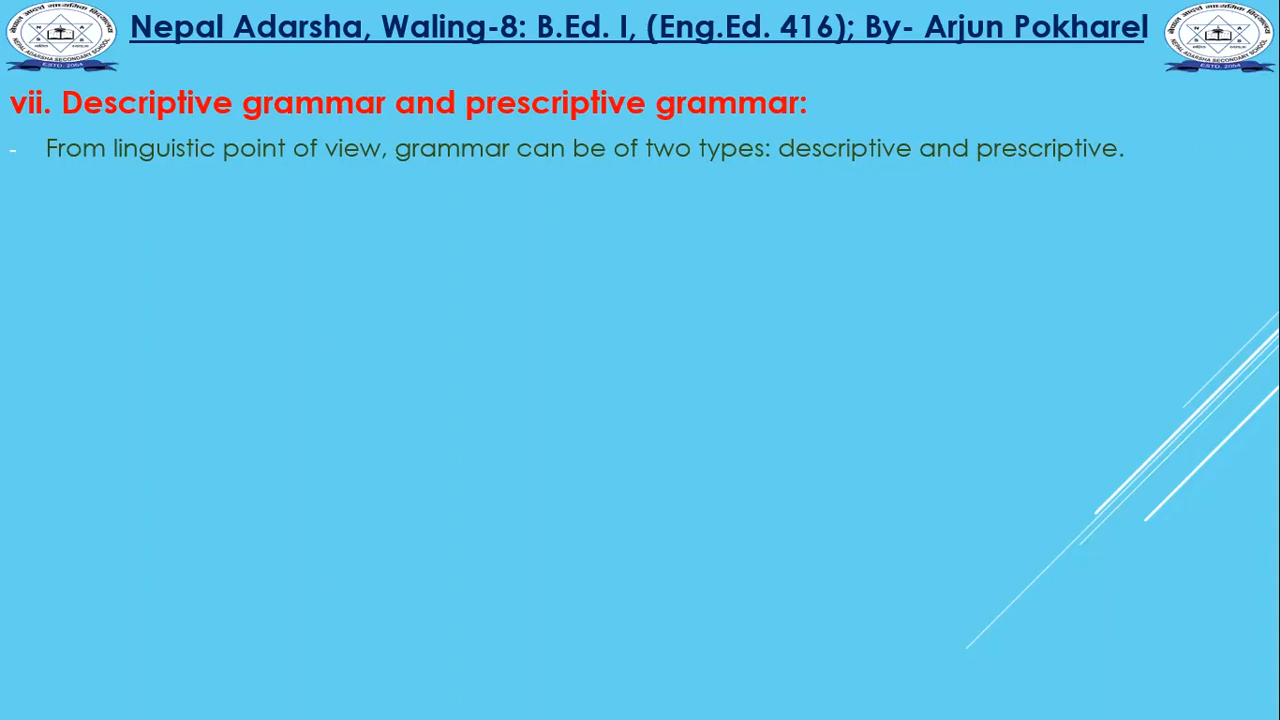 Nepal Adarsha, Waling-8: B.Ed. I, (Eng.Ed. 416); By- Arjun Pokharel
vii. Descriptive grammar and prescriptive grammar:
- From linguistic point of view, grammar can be of two types: descriptive and prescriptive.